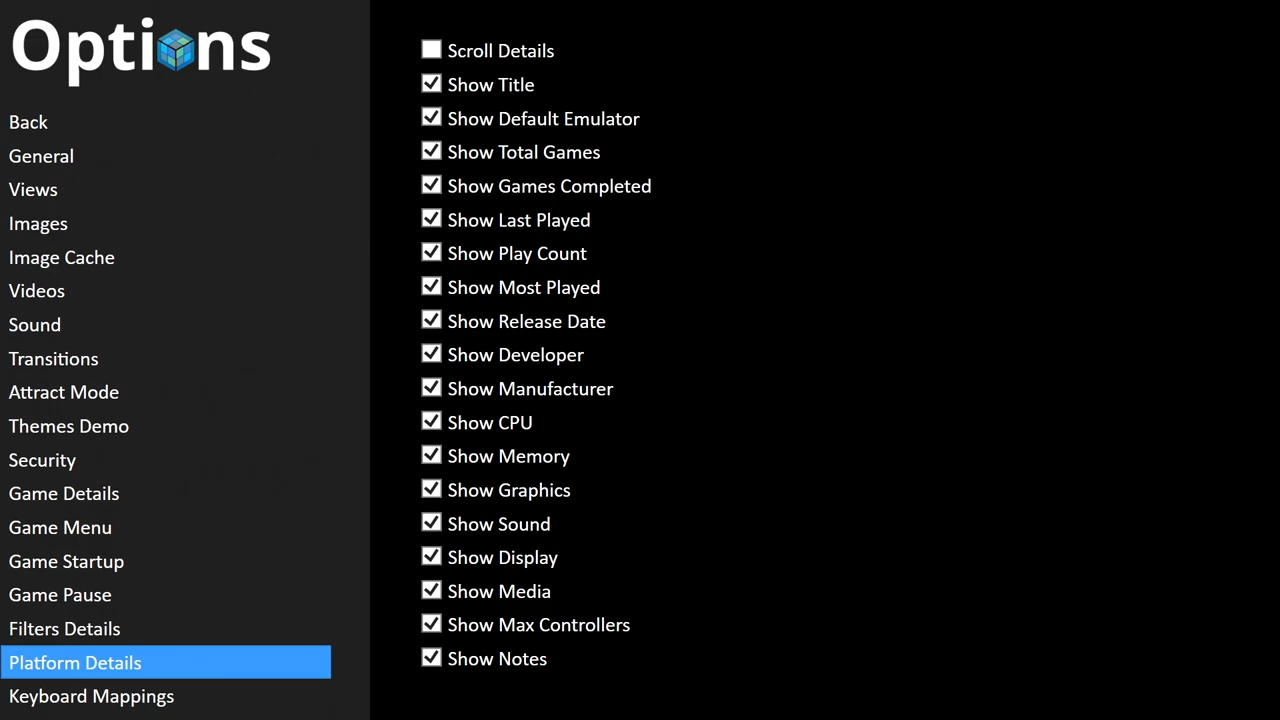 Options
Back
General
Views
Images
Image Cache
Videos
Sound
Transitions
Attract Mode
Themes Demo
Security
Game Details
Game Menu
Game Startup
Game Pause
Filters Details
Platform Details
Keyboard Mappings
Scroll Details
Show Title
Show Default Emulator
Show Total Games
Show Games Completed
Show Last Played
Show Play Count
Show Most Played
Show Release Date
Show Developer
Show Manufacturer
Show CPU
Show Memory
Show Graphics
Show Sound
Show Display
Show Media
Show Max Controllers
Show Notes